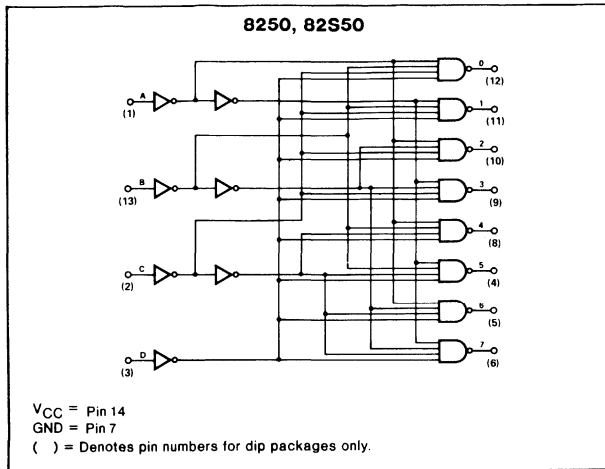 8250, 82S50
0
(12)
A
(1)
1
(11)
2
(10)
B
(13)
3
(9)
4
(8)
C
(2)
5
(4)
6
(5)
D
(3)
7
(6)
VCC = Pin 14
GND = Pin 7
( ) = Denotes pin numbers for dip packages only.